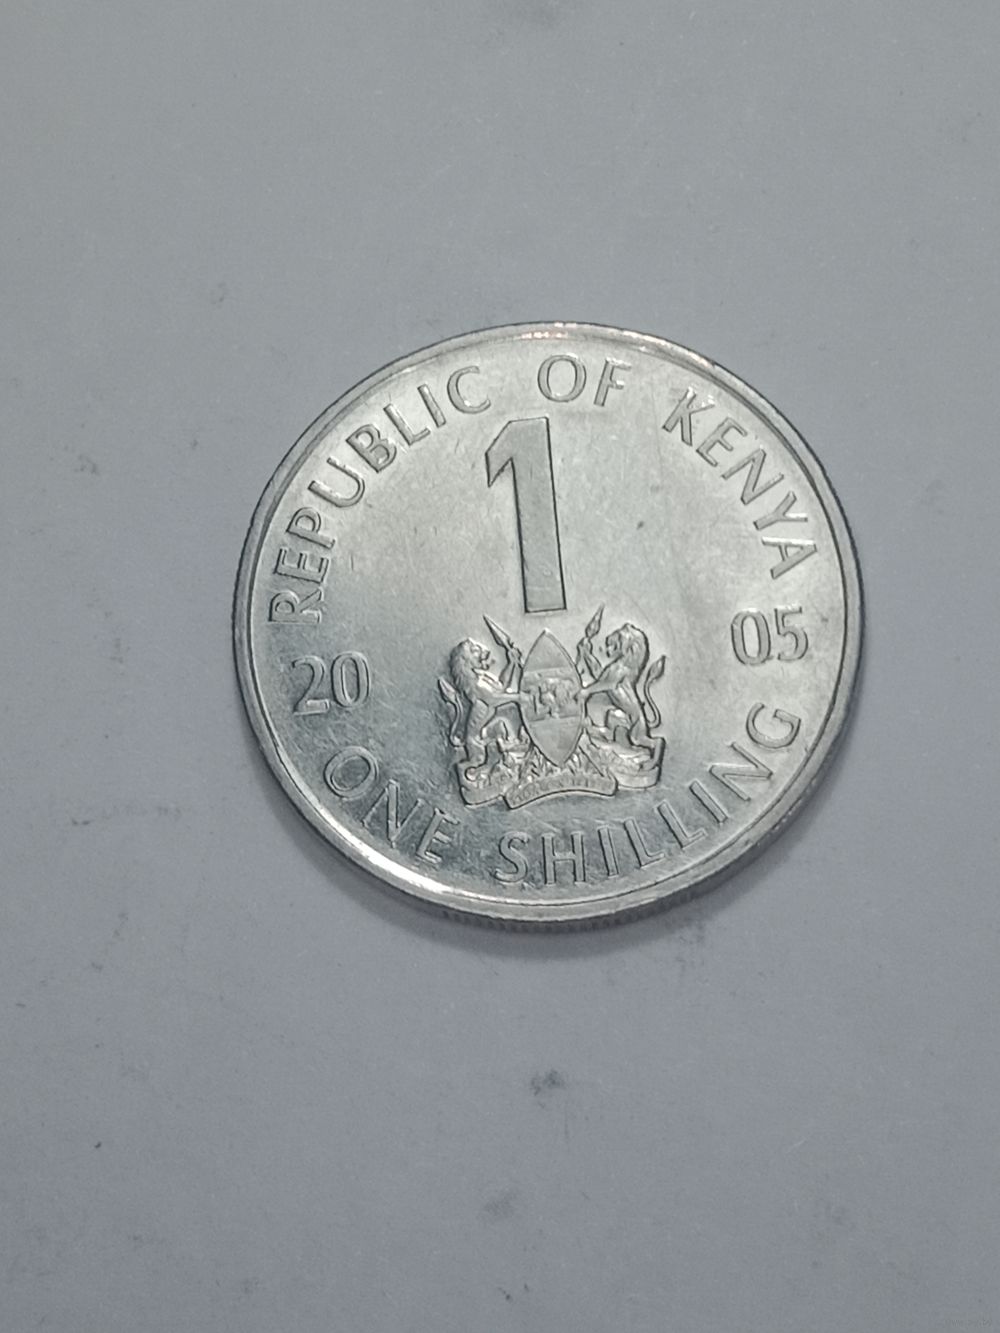 REPUBLIC OF KENYA
1
20 05
ONE SHILLING